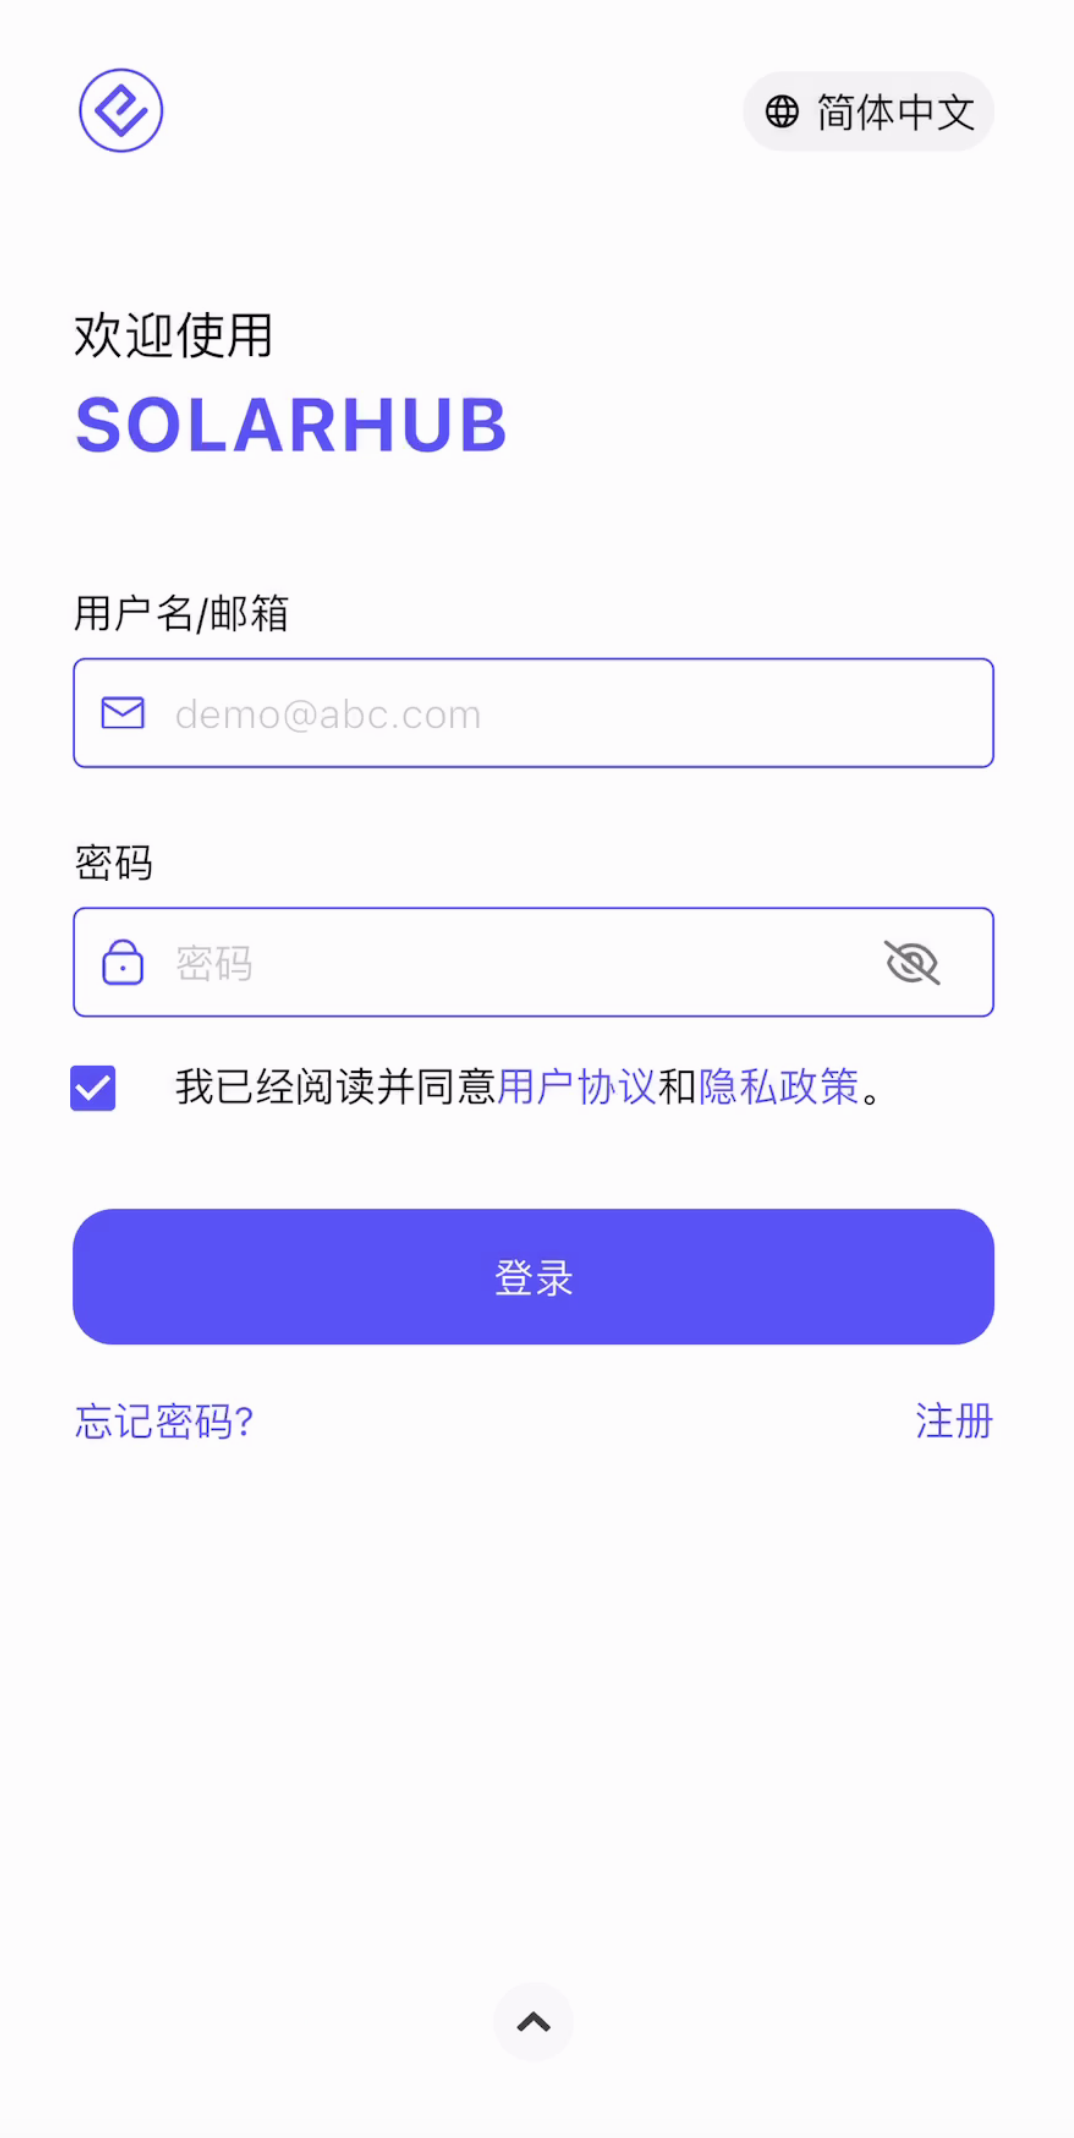 简体中文
欢迎使用
SOLARHUB
用户名/邮箱
demo@abc.com
密码
密码
我已经阅读并同意用户协议和隐私政策。
登录
忘记密码?
注册